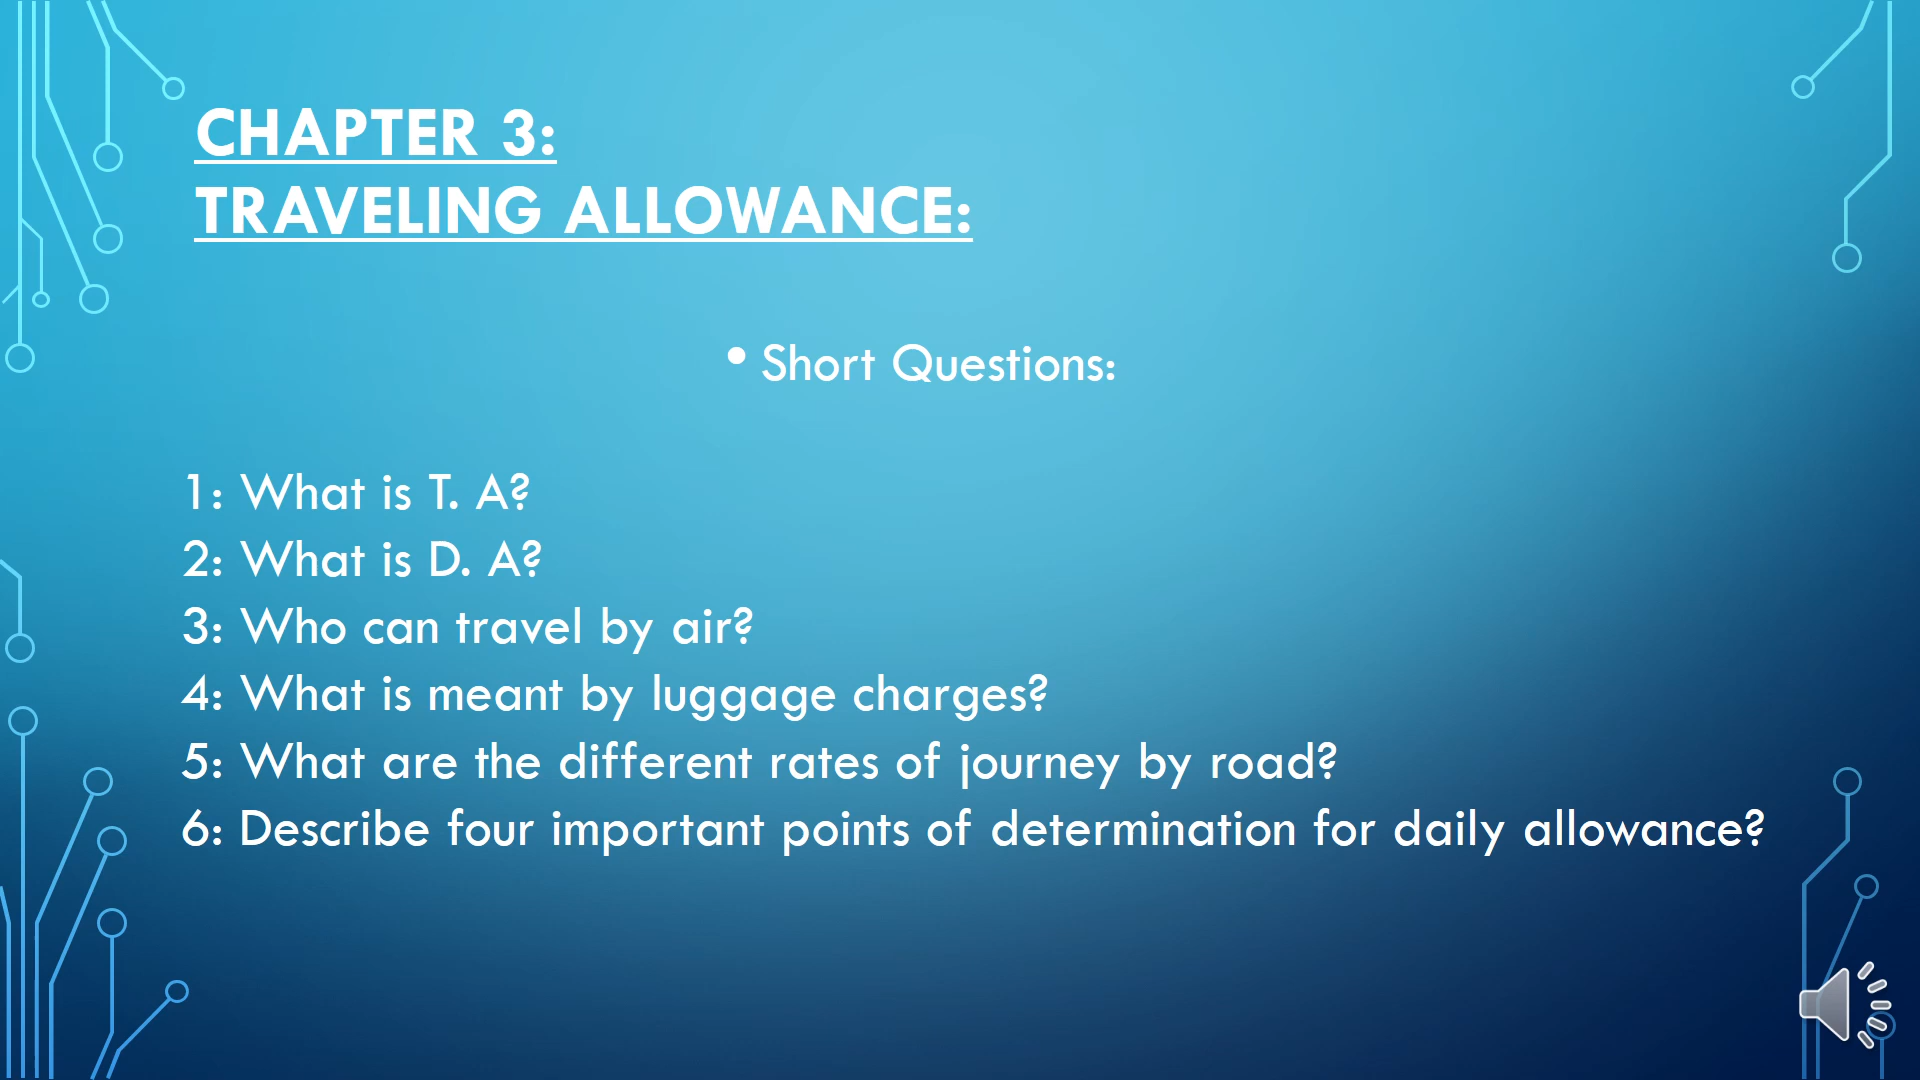 CHAPTER 3:
TRAVELING ALLOWANCE:
• Short Questions:
1: What is T. A?
2: What is D. A?
3: Who can travel by air?
4: What is meant by luggage charges?
5: What are the different rates of journey by road?
6: Describe four important points of determination for daily allowance?